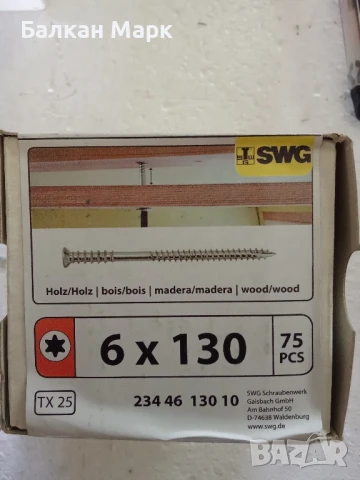 Балкан Марк
SWG
Holz/Holz | bois/bois | madera/madera | wood/wood
6 x 130
75
PCS
TX 25
234 46 130 10
SWG Schraubenwerk
Gaisbach GmbH
Am Bahnhof 50
D-74638 Waldenburg
www.swg.de
BAZAR